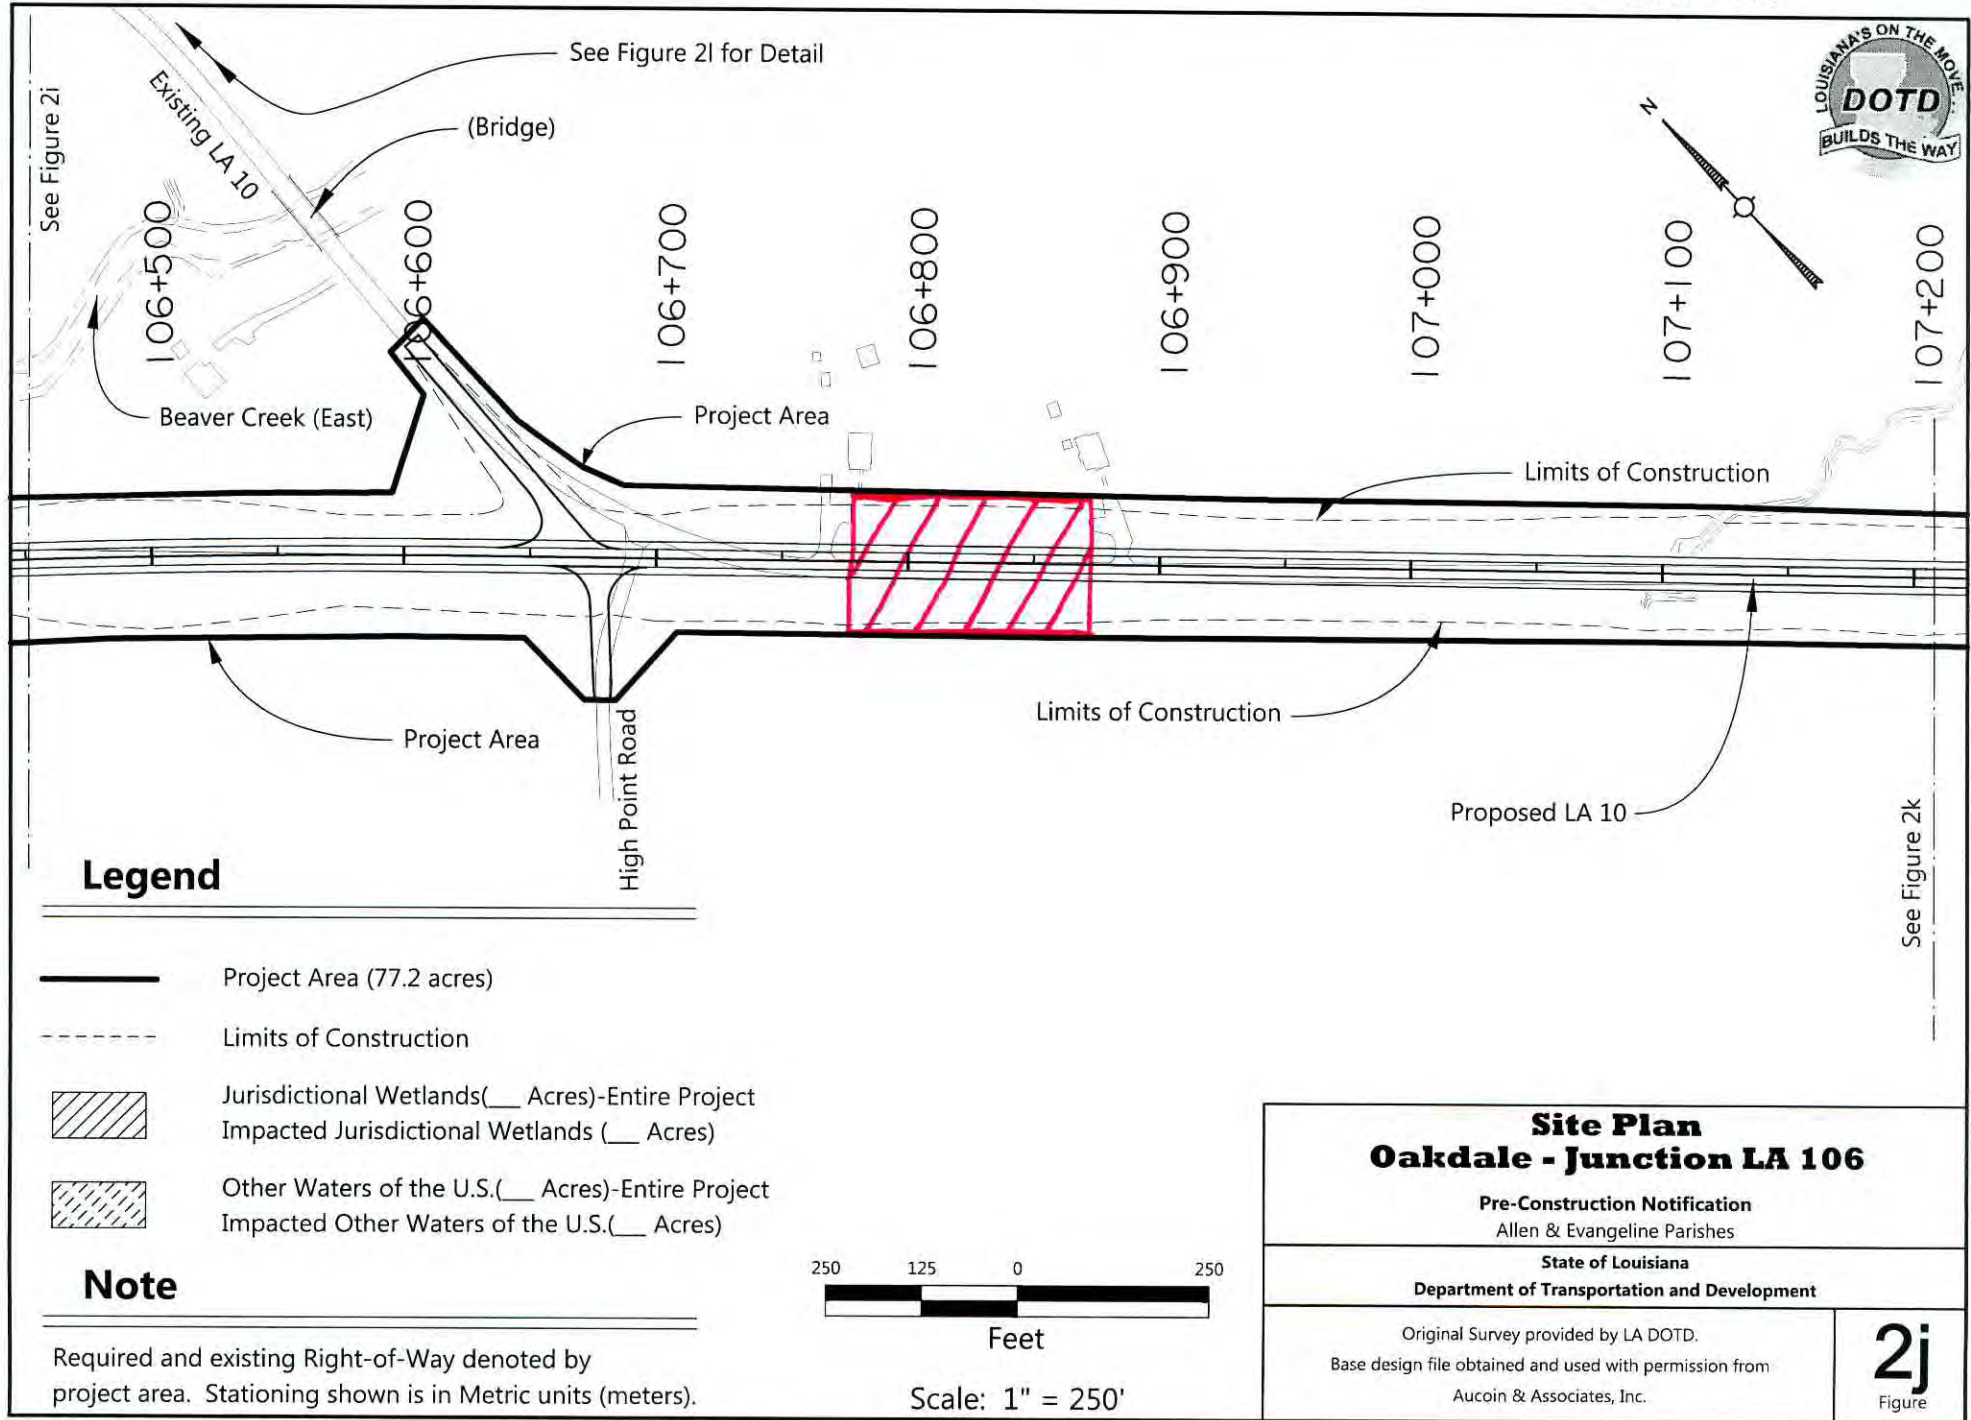 LOUISIANA'S ON THE MOVE...
DOTD
BUILDS THE WAY
See Figure 2l for Detail
(Bridge)
Existing LA 10
See Figure 2i
N
106+500
106+600
106+700
106+800
106+900
107+000
107+100
107+200
Beaver Creek (East)
Project Area
Limits of Construction
Project Area
High Point Road
Limits of Construction
Proposed LA 10
See Figure 2k
Legend
Project Area (77.2 acres)
Limits of Construction
Jurisdictional Wetlands(___ Acres)-Entire Project
Impacted Jurisdictional Wetlands (___ Acres)
Other Waters of the U.S.(___ Acres)-Entire Project
Impacted Other Waters of the U.S.(___ Acres)
Note
Required and existing Right-of-Way denoted by
project area. Stationing shown is in Metric units (meters).
250 125 0 250
Feet
Scale: 1" = 250'
Site Plan
Oakdale - Junction LA 106
Pre-Construction Notification
Allen & Evangeline Parishes
State of Louisiana
Department of Transportation and Development
Original Survey provided by LA DOTD.
Base design file obtained and used with permission from
Aucoin & Associates, Inc.
2j
Figure